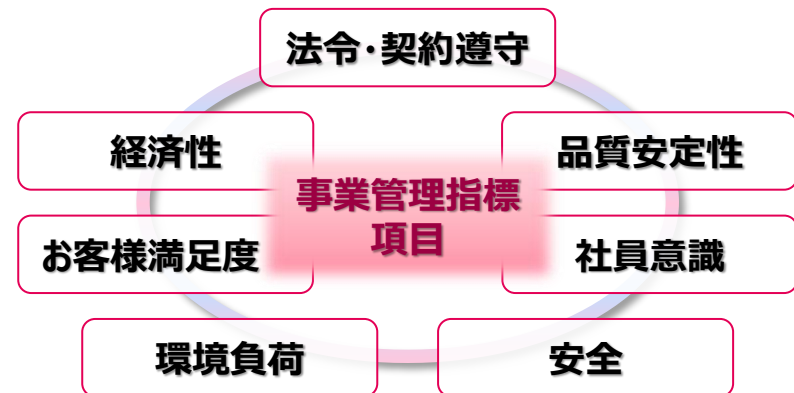 法令・契約遵守
経済性
品質安定性
事業管理指標
項目
お客様満足度
社員意識
環境負荷
安全